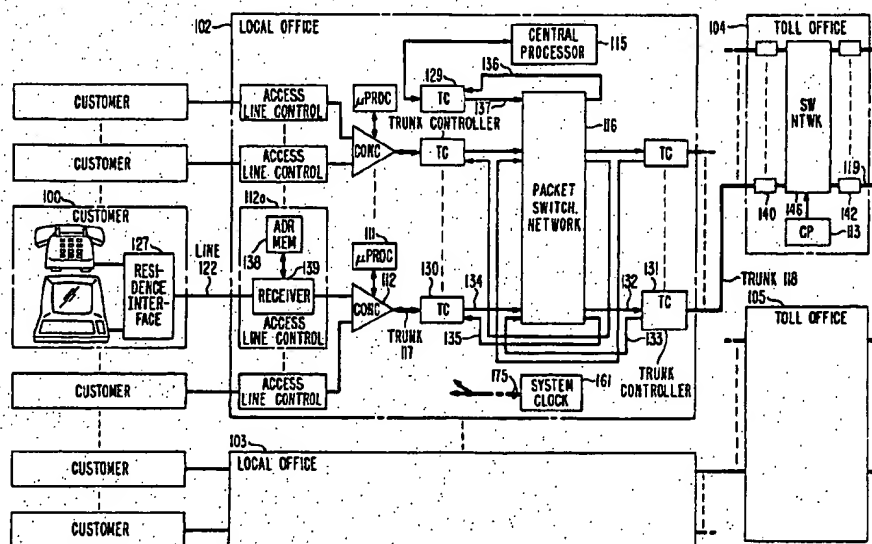 102
LOCAL OFFICE
CENTRAL
PROCESSOR
115
104
TOLL OFFICE
136
129
TC
137
116
CUSTOMER
ACCESS
LINE CONTROL
μPROC
TRUNK CONTROLLER
CONC
TC
TC
SW
NTWK
CUSTOMER
ACCESS
LINE CONTROL
119
100
CUSTOMER
127
RESIDENCE
INTER-
FACE
LINE
122
112a
ADR
MEM
138
139
RECEIVER
ACCESS
LINE CONTROL
111
μPROC
112
CONC
TRUNK
117
130
TC
134
135
PACKET
SWITCH.
NETWORK
132
133
131
TC
TRUNK
CONTROLLER
140
146
142
CP
113
TRUNK 118
105
TOLL OFFICE
CUSTOMER
ACCESS
LINE CONTROL
175
SYSTEM
CLOCK
161
103
LOCAL OFFICE
CUSTOMER
CUSTOMER